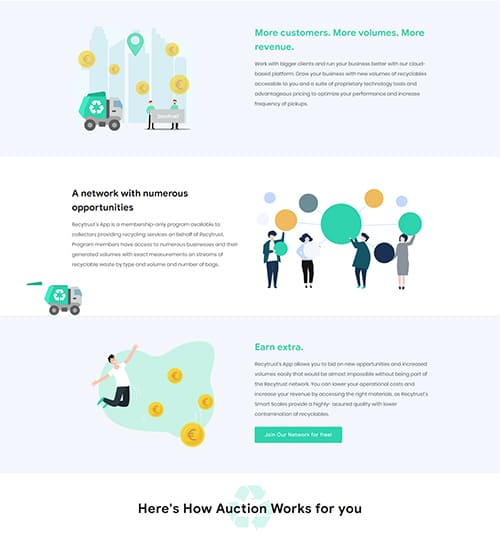 More customers. More volumes. More
revenue.
Work with bigger clients and run your business better with our cloud-
based platform. Grow your business with new volumes of recyclables
accessible to you and a suite of proprietary technology tools and
advantageous pricing to optimize your performance and increase
frequency of pickups.
Recytrust
A network with numerous
opportunities
Recytrust's App is a membership-only program available to
collectors providing recycling services on behalf of Recytrust.
Program members have access to numerous businesses and their
generated volumes with exact measurements on streams of
recyclable waste by type and volume and number of bags.
Earn extra.
Recytrust's App allows you to bid on new opportunities and increased
volumes easily that would be almost impossible without being part of
the Recytrust network. You can lower your operational costs and
increase your revenue by accessing the right materials, as Recytrust's
Smart Scales provide a highly- assured quality with lower
contamination of recyclables.
Join Our Network for free!
Here's How Auction Works for you